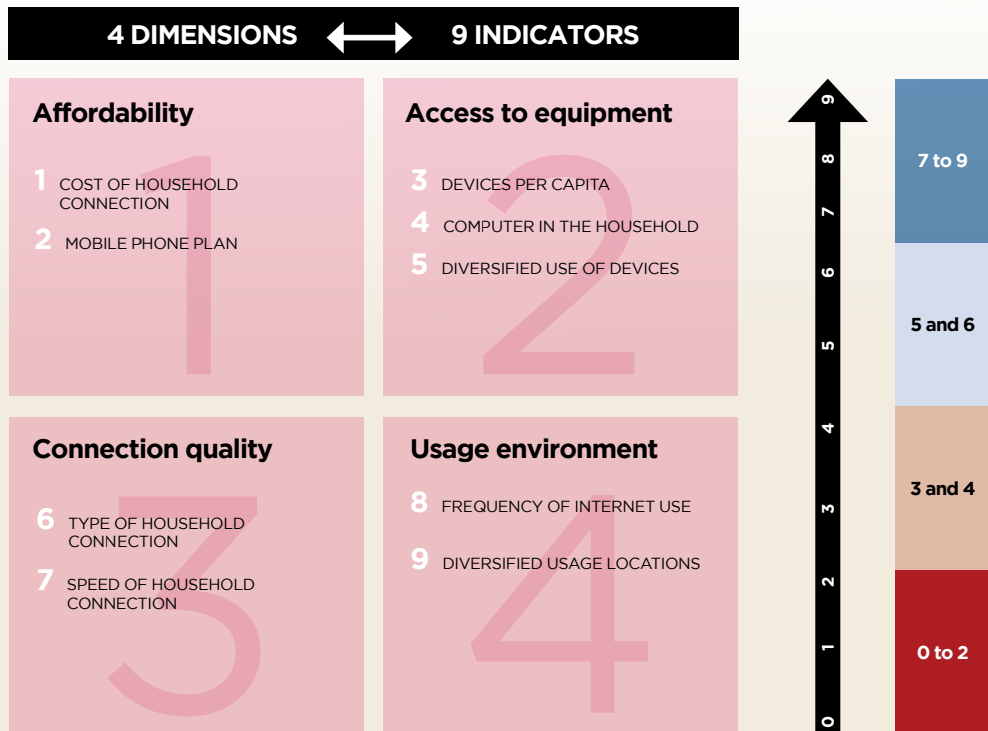 4 DIMENSIONS
9 INDICATORS
Affordability
1
1 COST OF HOUSEHOLD
CONNECTION
2 MOBILE PHONE PLAN
Access to equipment
2
3 DEVICES PER CAPITA
4 COMPUTER IN THE HOUSEHOLD
5 DIVERSIFIED USE OF DEVICES
Connection quality
3
6 TYPE OF HOUSEHOLD
CONNECTION
7 SPEED OF HOUSEHOLD
CONNECTION
Usage environment
4
8 FREQUENCY OF INTERNET USE
9 DIVERSIFIED USAGE LOCATIONS
9
8
7
6
5
4
3
2
1
0
7 to 9
5 and 6
3 and 4
0 to 2